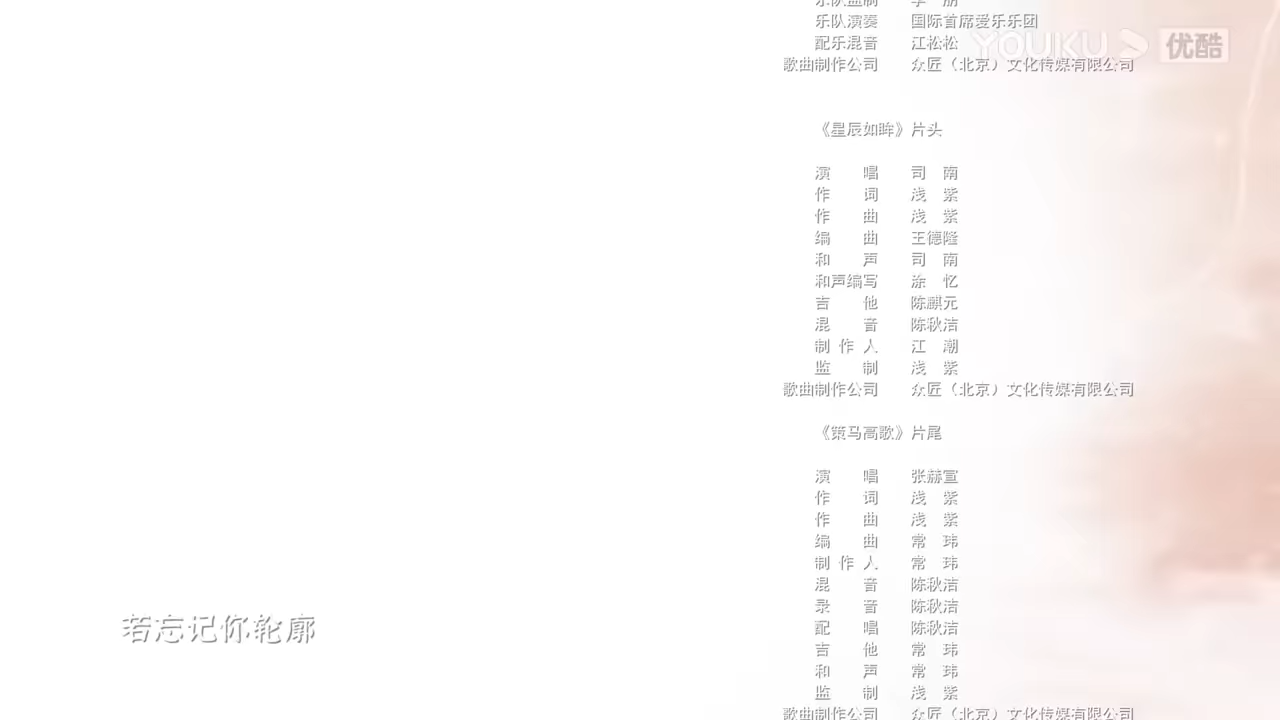 乐队监制 李 朋
乐队演奏 国际首席爱乐乐团
配乐混音 江松松
歌曲制作公司 众匠（北京）文化传媒有限公司
YOUKU 优酷
《星辰如眸》片头
演 唱 司 南
作 词 浅 紫
作 曲 浅 紫
编 曲 王德隆
和 声 司 南
和声编写 涂 忆
吉 他 陈麒元
混 音 陈秋洁
制 作 人 江 潮
监 制 浅 紫
歌曲制作公司 众匠（北京）文化传媒有限公司
《策马高歌》片尾
演 唱 张赫宣
作 词 浅 紫
作 曲 浅 紫
编 曲 常 玮
制 作 人 常 玮
混 音 陈秋洁
录 音 陈秋洁
配 唱 陈秋洁
吉 他 常 玮
和 声 常 玮
监 制 浅 紫
歌曲制作公司 众匠（北京）文化传媒有限公司
若忘记你轮廓